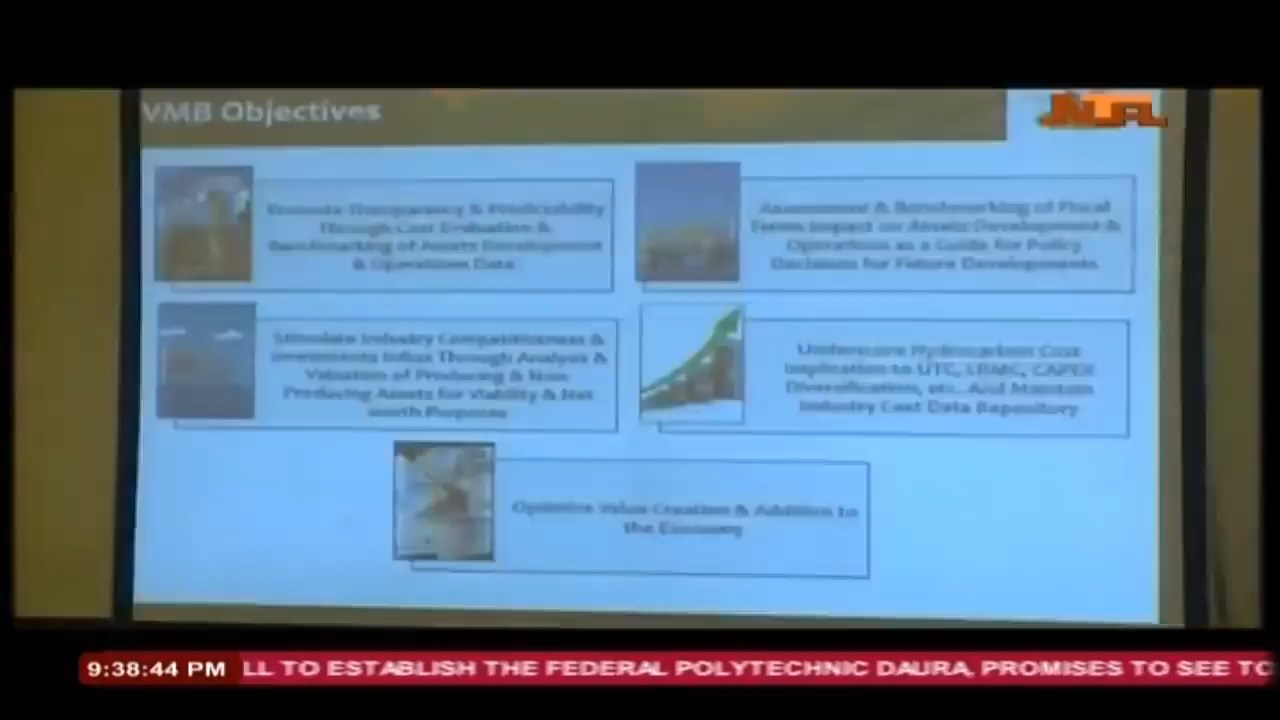 VMB Objectives
NTA
Promote Transparency & Predictability
Through Cost Evaluation &
Benchmarking of Assets Development
& Operations Data
Assessment & Benchmarking of Fiscal
Terms Impact on Assets Development &
Operations as a Guide for Policy
Decisions for Future Developments
Stimulate Industry Competitiveness &
Investments Influx Through Analysis &
Valuation of Producing & Non
Producing Assets for Viability & Net
worth Purposes
Underscore Hydrocarbon Cost
Implication to UTC, CAPEX
Diversification, etc. And Maintain
Industry Cost Data Repository
Optimize Value Creation & Addition to
the Economy
9:38:44 PM LL TO ESTABLISH THE FEDERAL POLYTECHNIC DAURA, PROMISES TO SEE TO